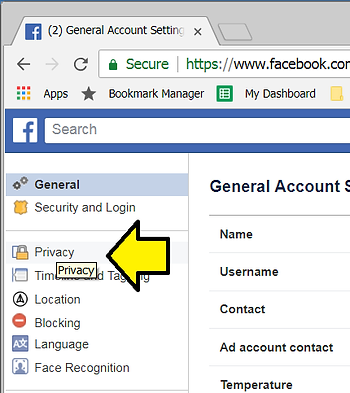 (2) General Account Setting
Secure https://www.facebook.com
Apps Bookmark Manager My Dashboard
f Search
General
Security and Login
Privacy
Privacy
Timeline and Tagging
Location
Blocking
Language
Face Recognition
General Account S
Name
Username
Contact
Ad account contact
Temperature